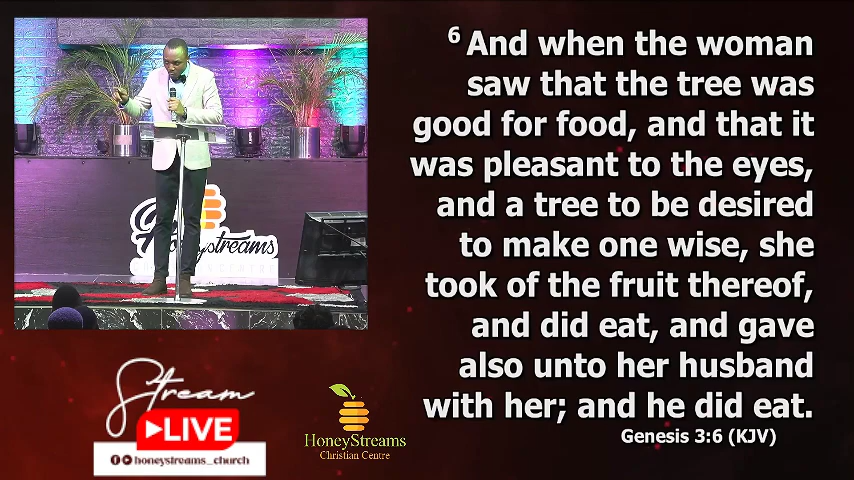 6 And when the woman
saw that the tree was
good for food, and that it
was pleasant to the eyes,
and a tree to be desired
to make one wise, she
took of the fruit thereof,
and did eat, and gave
also unto her husband
with her; and he did eat.
Genesis 3:6 (KJV)
Honeystreams
Stream
LIVE
honeystreams_church
HoneyStreams
Christian Centre